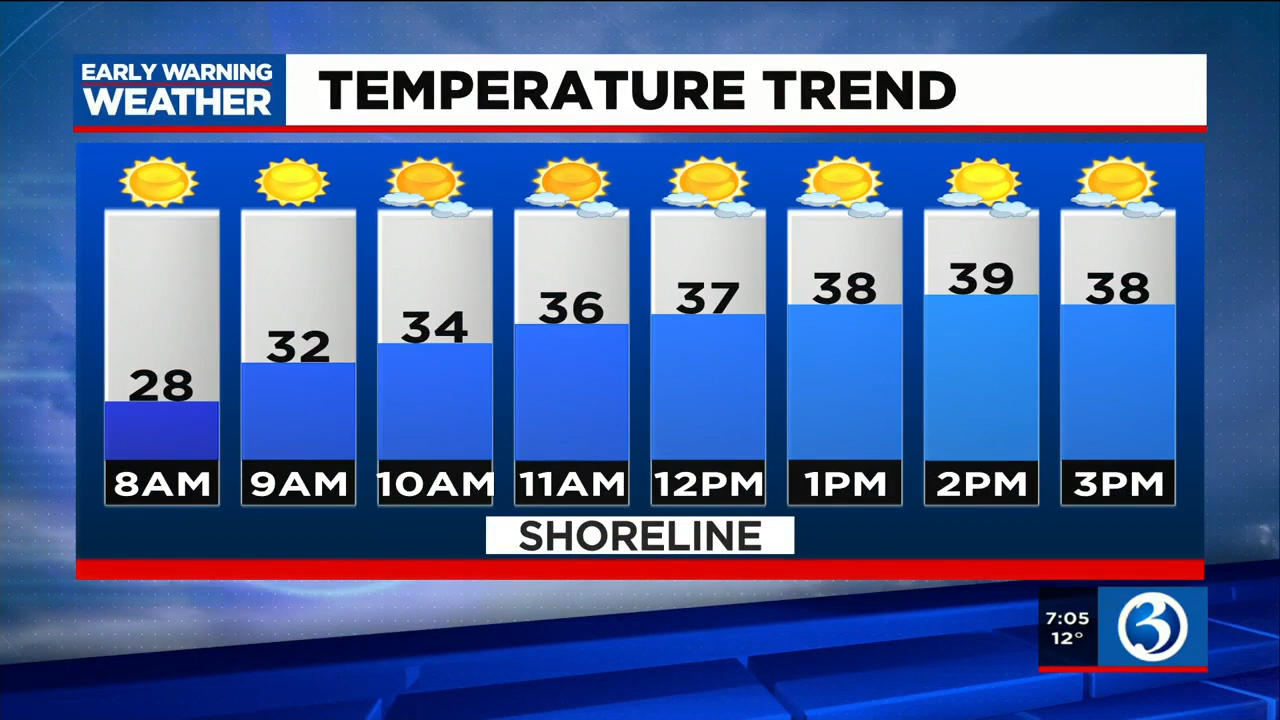 EARLY WARNING
WEATHER
TEMPERATURE TREND
28 32 34 36 37 38 39 38
8AM 9AM 10AM 11AM 12PM 1PM 2PM 3PM
SHORELINE
7:05
12°
3